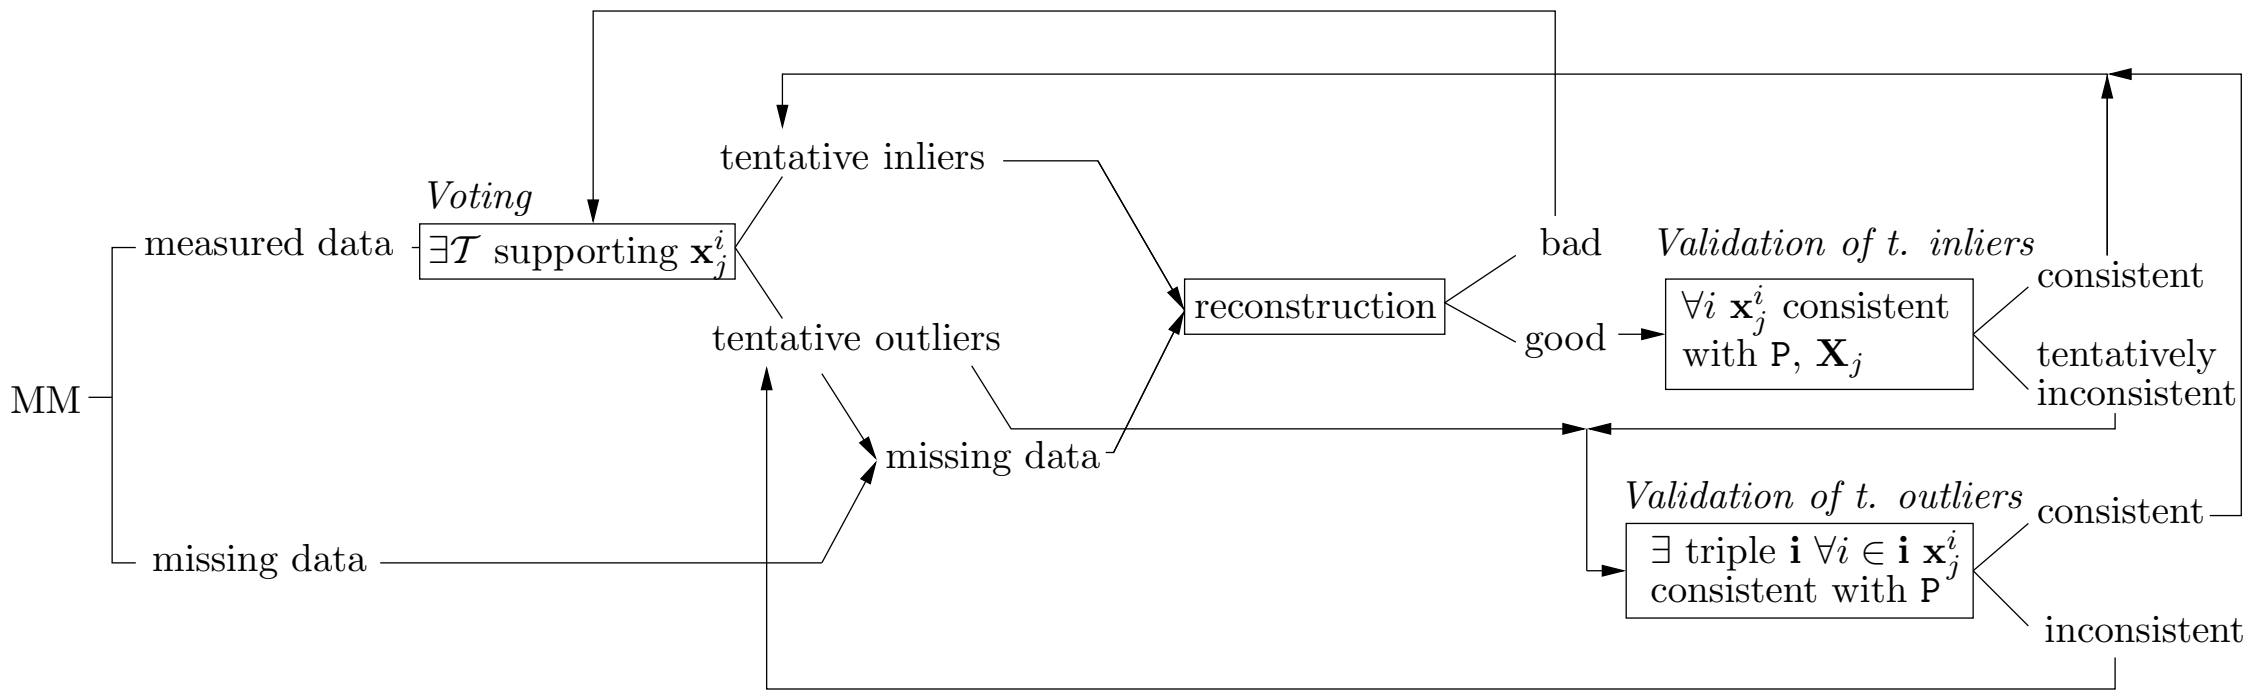 tentative inliers
Voting
measured data
∃𝒯 supporting x_j^i
bad
Validation of t. inliers
consistent
reconstruction
∀i x_j^i consistent
with P, X_j
good
tentative outliers
tentatively
inconsistent
MM
missing data
Validation of t. outliers
consistent
missing data
∃ triple i ∀i ∈ i x_j^i
consistent with P
inconsistent